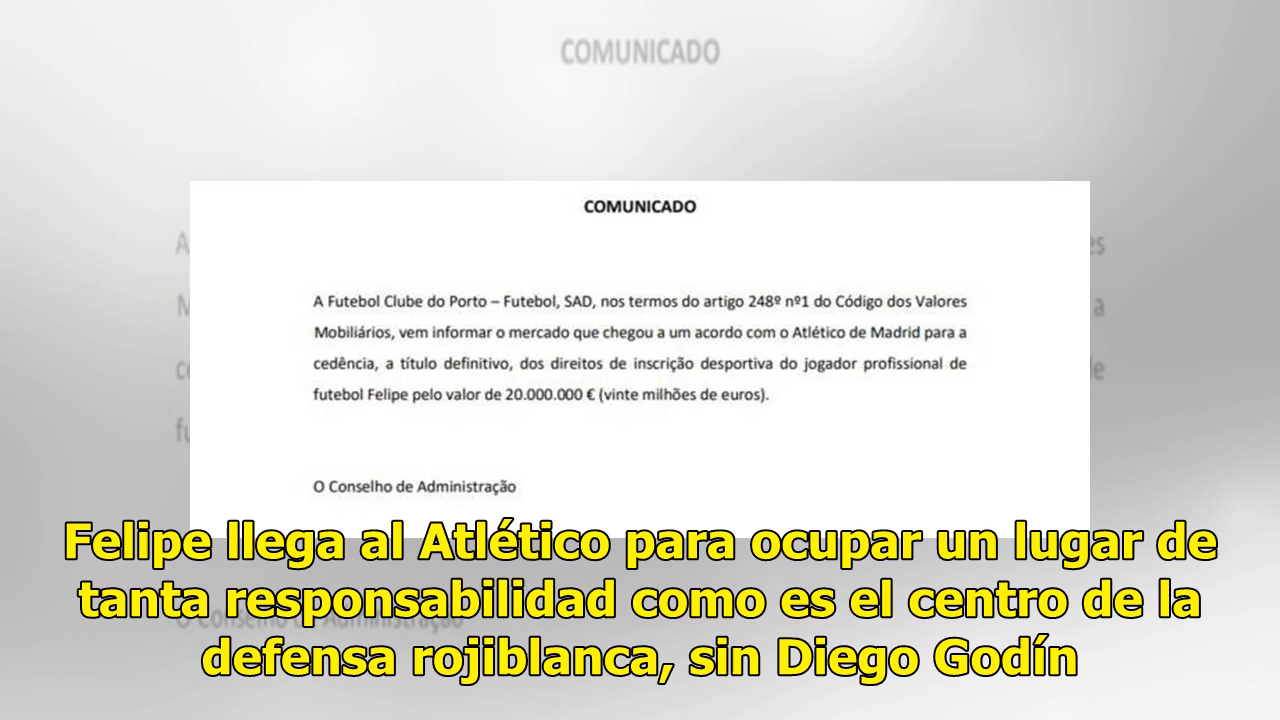 COMUNICADO
COMUNICADO
A Futebol Clube do Porto – Futebol, SAD, nos termos do artigo 248º nº1 do Código dos Valores
Mobiliários, vem informar o mercado que chegou a um acordo com o Atlético de Madrid para a
cedência, a título definitivo, dos direitos de inscrição desportiva do jogador profissional de
futebol Felipe pelo valor de 20.000.000 € (vinte milhões de euros).
O Conselho de Administração
Felipe llega al Atlético para ocupar un lugar de
tanta responsabilidad como es el centro de la
defensa rojiblanca, sin Diego Godín